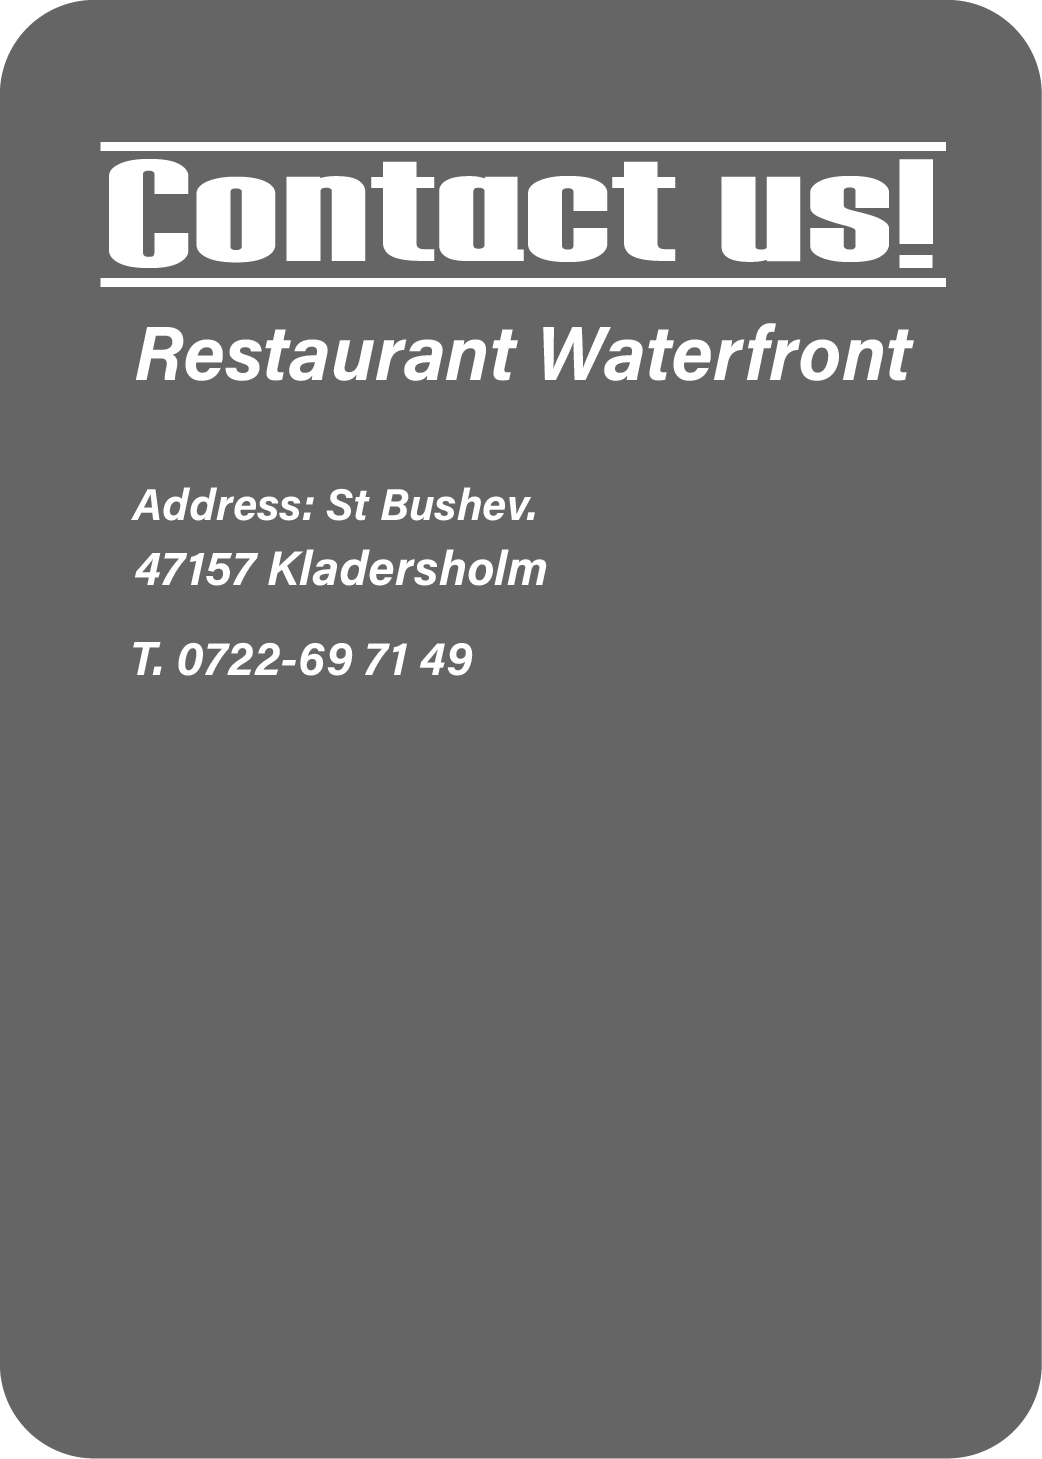 Contact us!
Restaurant Waterfront
Address: St Bushev.
47157 Kladersholm
T. 0722-69 71 49